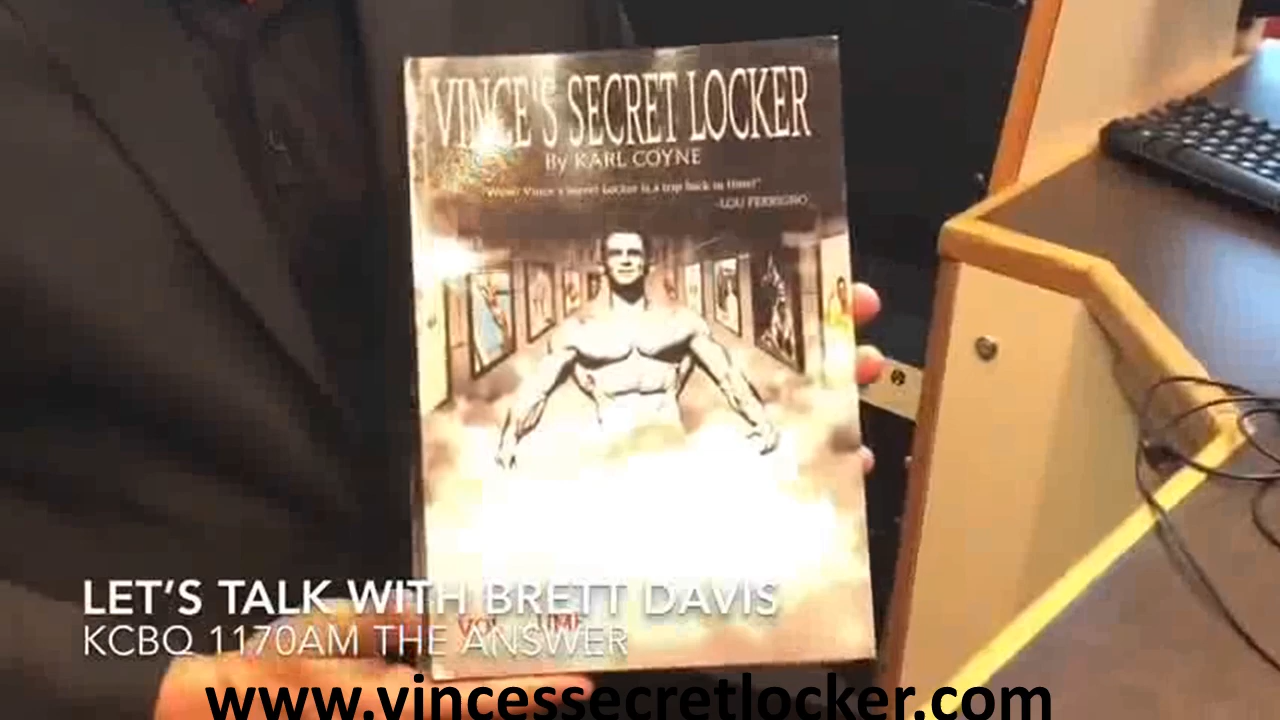 VINCE'S SECRET LOCKER
By KARL COYNE
"Wow! Vince's Secret Locker is a trip back in time!"
-LOU FERRIGNO
LET'S TALK WITH BRETT DAVIS
KCBQ 1170AM THE ANSWER
www.vincessecretlocker.com